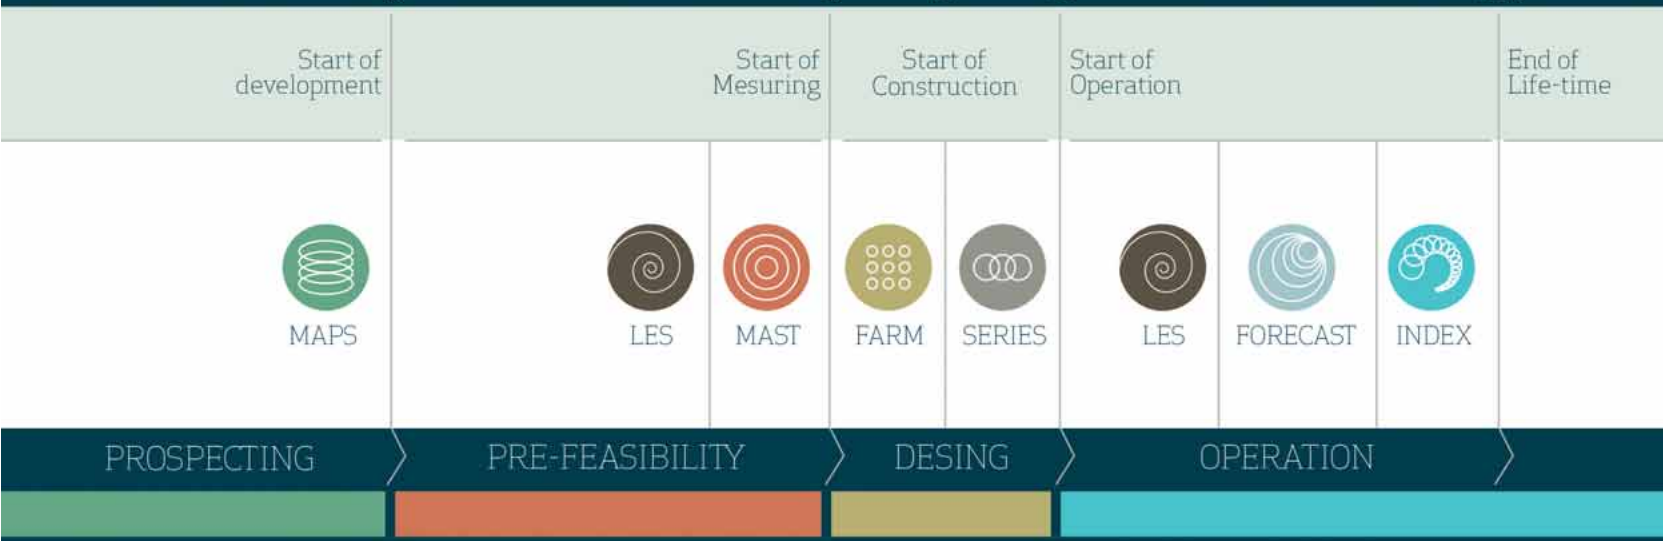 Start of
development
Start of
Mesuring
Start of
Construction
Start of
Operation
End of
Life-time
MAPS
LES
MAST
FARM
SERIES
LES
FORECAST
INDEX
PROSPECTING
PRE-FEASIBILITY
DESING
OPERATION